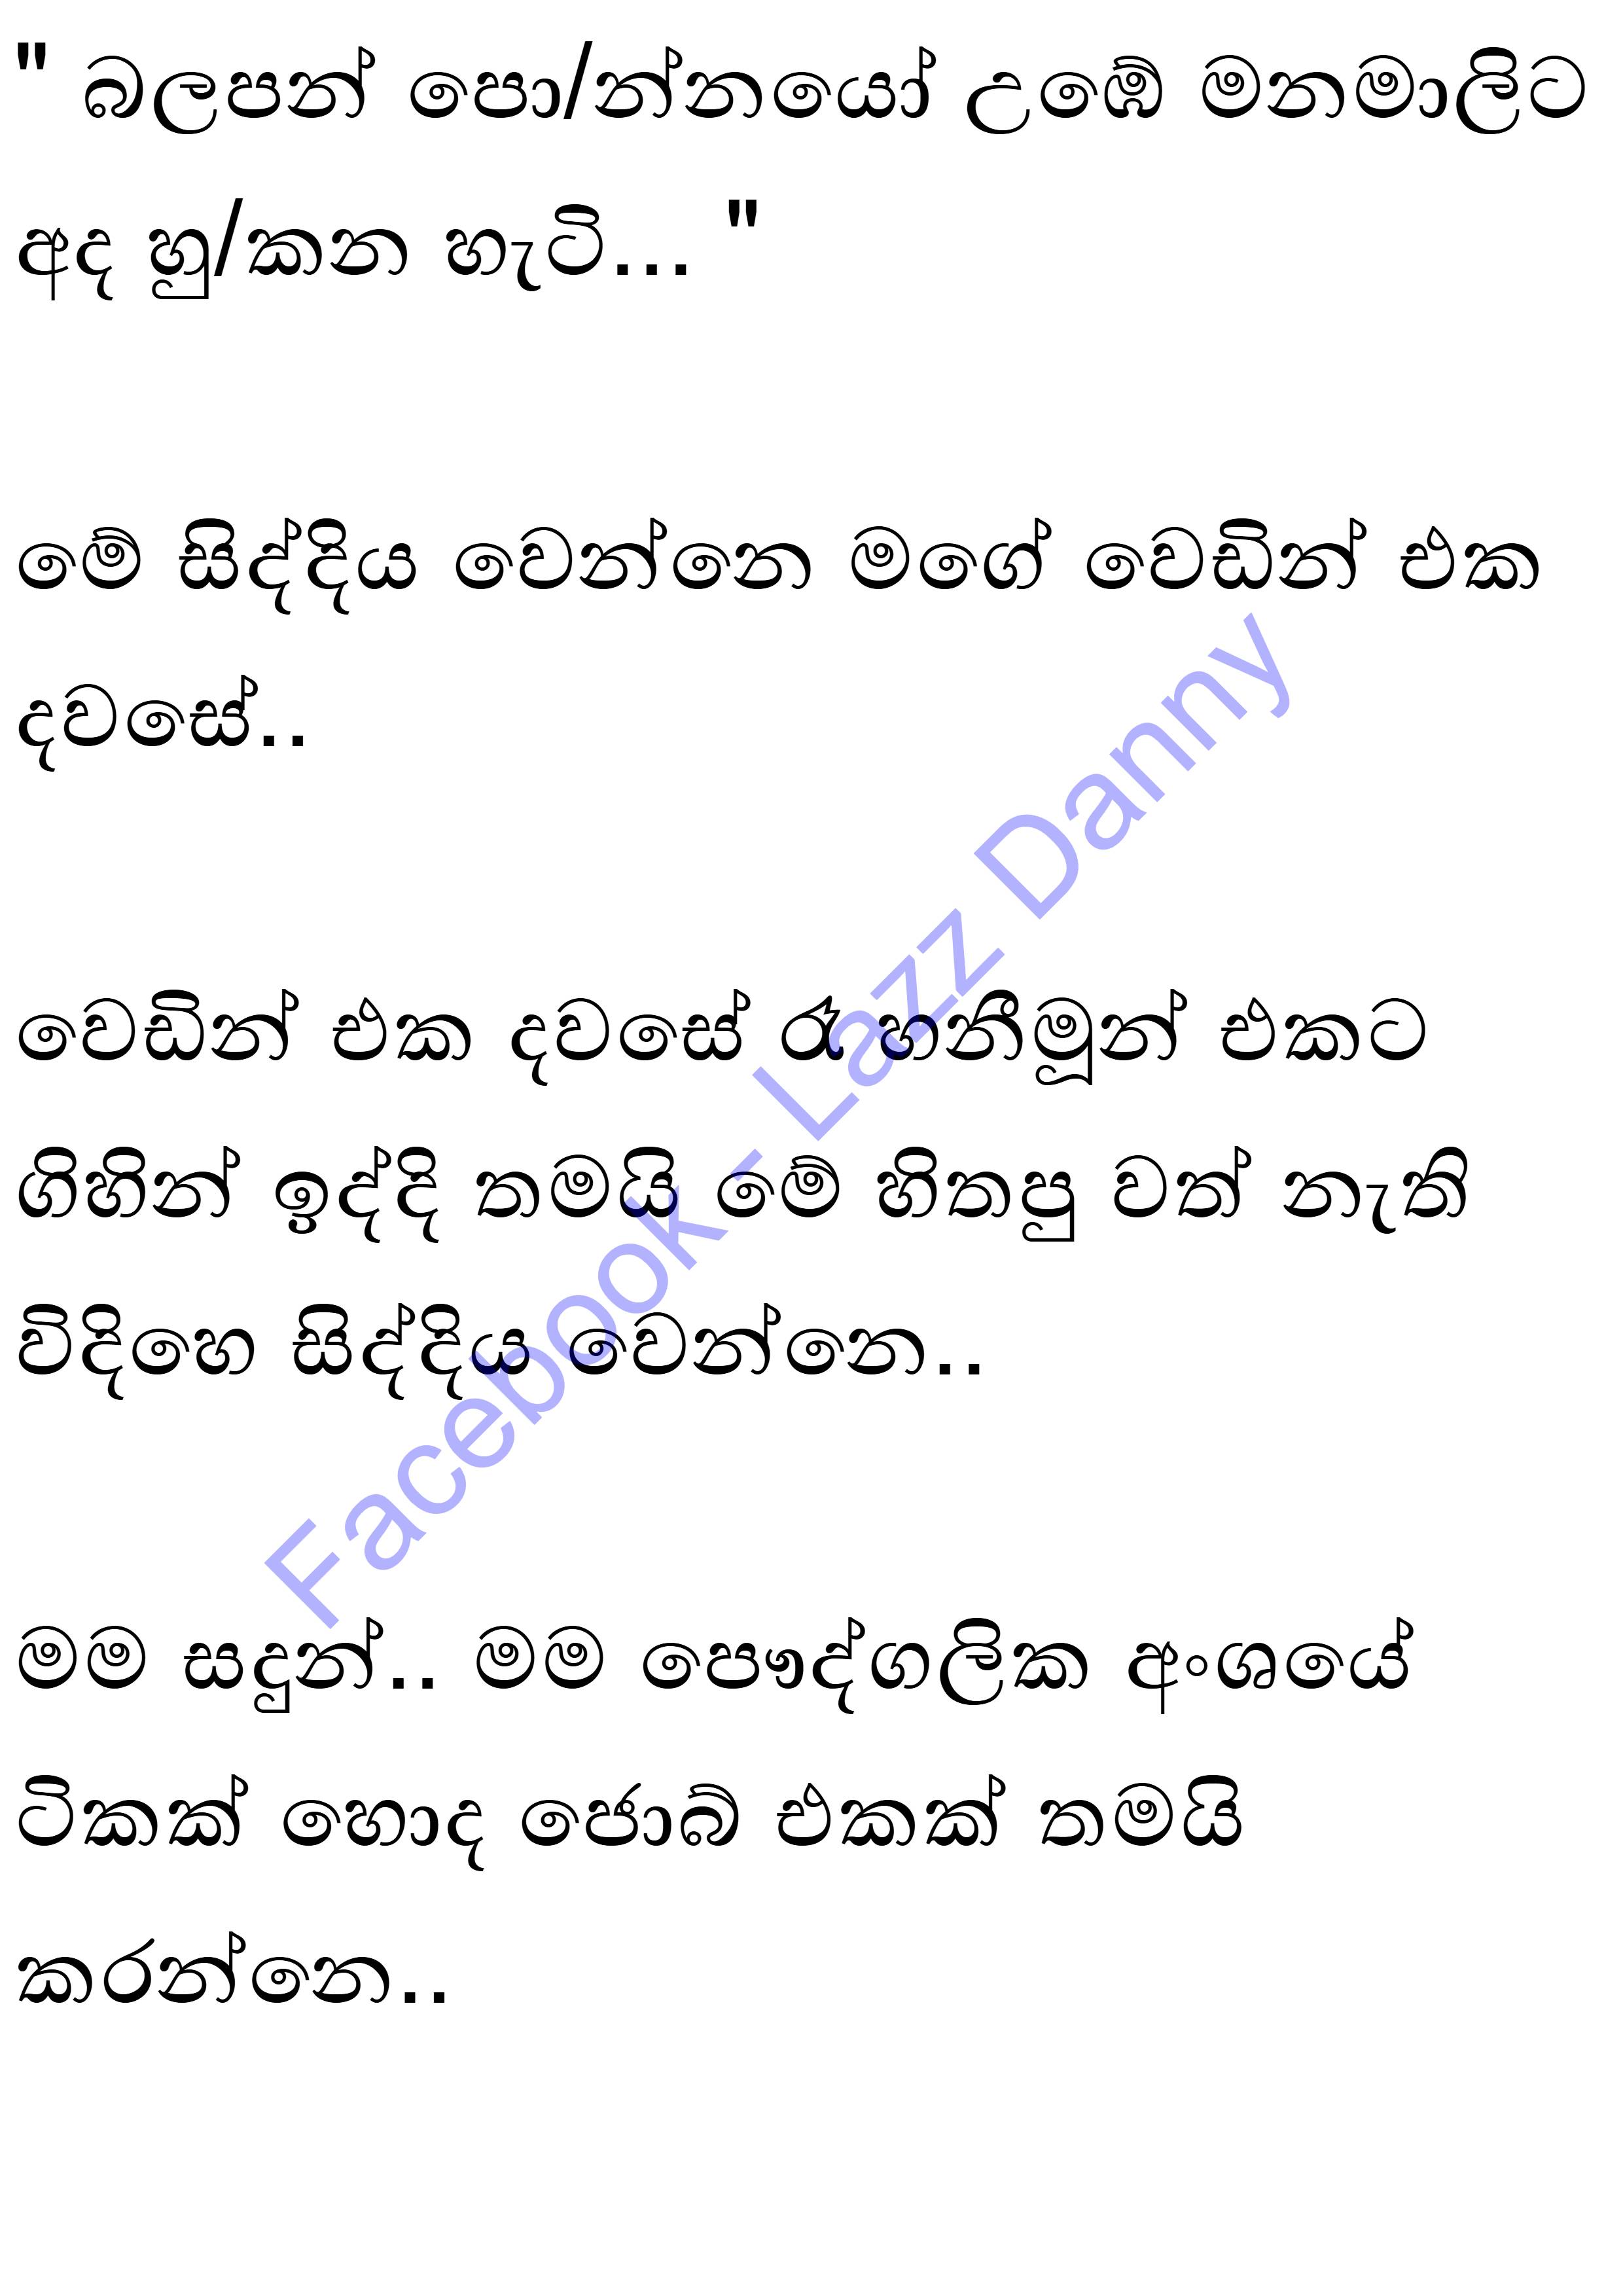 " බලපන් පො/න්නයෝ උඹේ මනමාලිට
අද හු/කන හැටි... "
මේ සිද්දිය වෙන්නෙ මගේ වෙඩින් එක
දවසේ..
වෙඩින් එක දවසේ රෑ හනීමූන් එකට
ගිහින් ඉද්දි තමයි මේ හිතපු වත් නැති
විදිහෙ සිද්දිය වෙන්නෙ..
මම සඳුන්.. මම පෞද්ගලික අංශයේ
ටිකක් හොද ජොබ් එකක් තමයි
කරන්නෙ..
Facebook - Lazz Danny